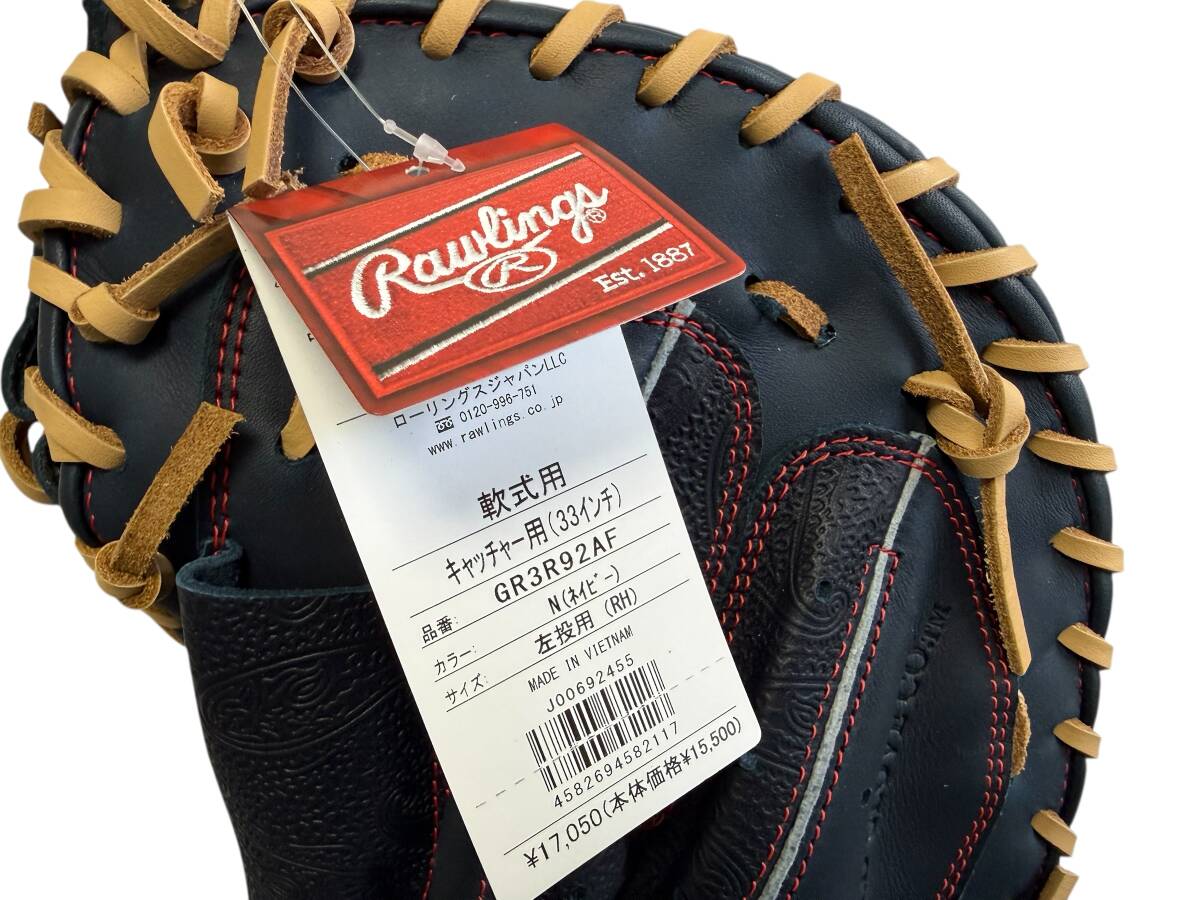 Rawlings®
R
Est. 1887
ローリングスジャパンLLC
0120-996-751
www.rawlings.co.jp
軟式用
キャッチャー用(33インチ)
品番: GR3R92AF
カラー: N(ﾈｲﾋﾞｰ)
サイズ: 左投用 (RH)
MADE IN VIETNAM
J00692455
4582694582117
¥17,050(本体価格¥15,500)